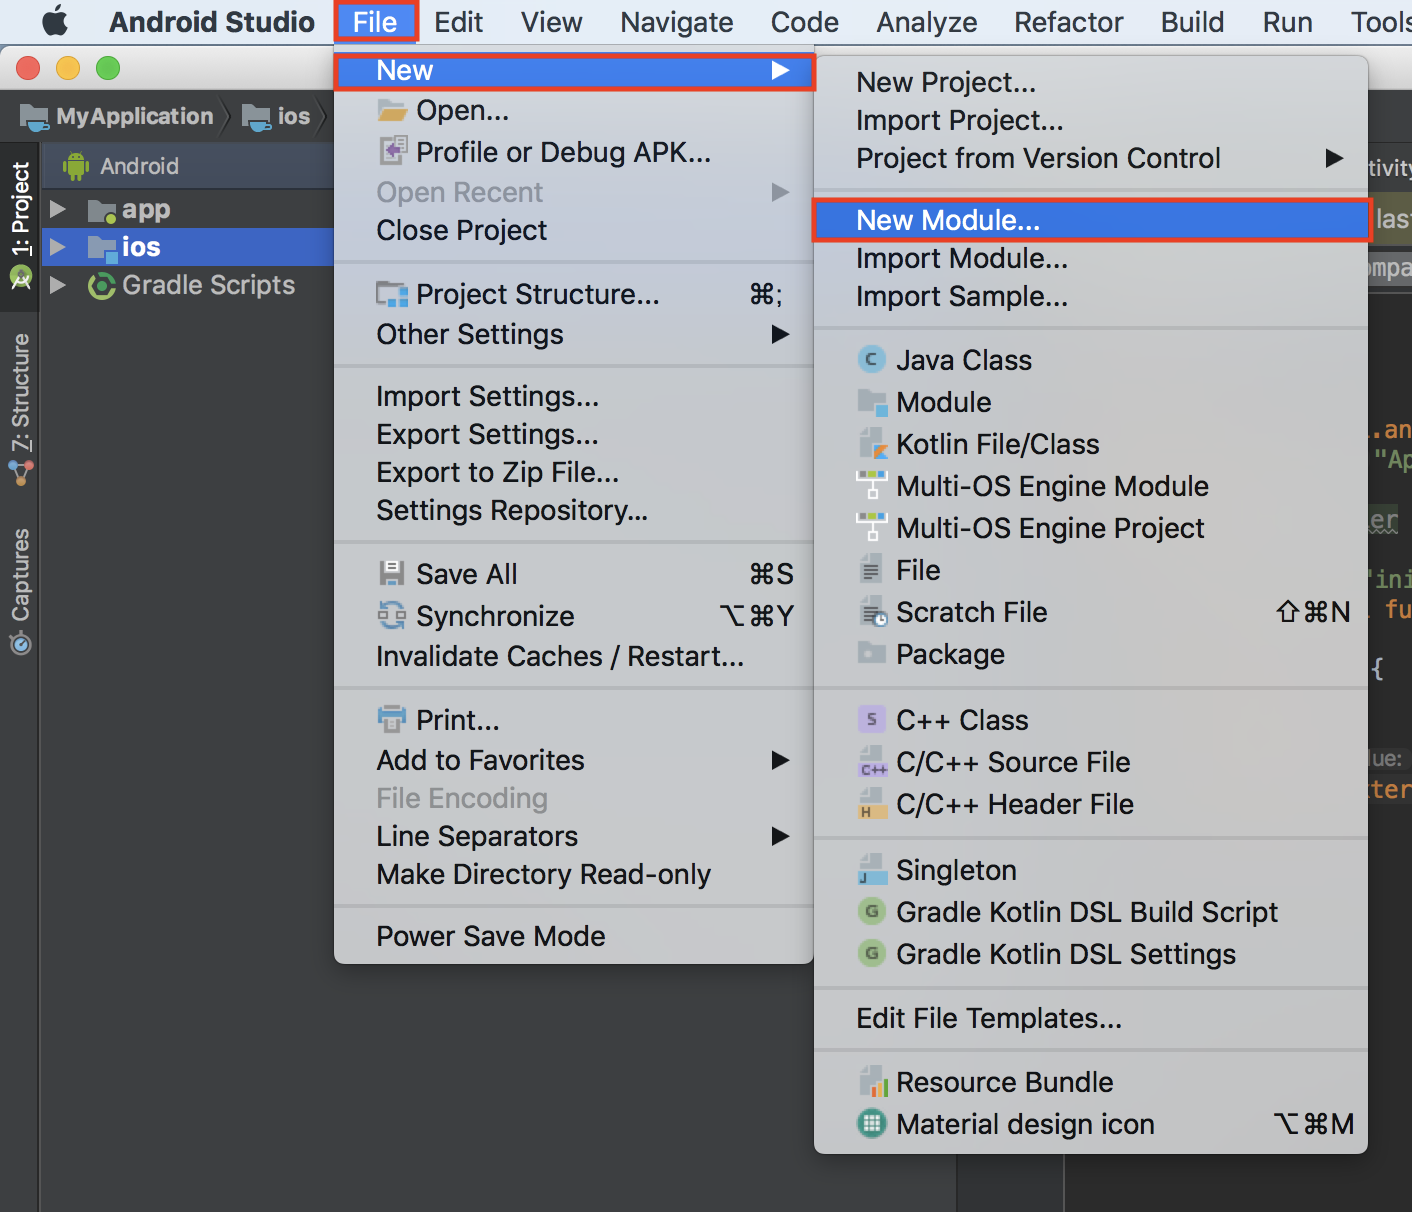 Android Studio File Edit View Navigate Code Analyze Refactor Build Run Tools
MyApplication ios
1: Project
7: Structure
Captures
Android
app
ios
Gradle Scripts
New
Open...
Profile or Debug APK...
Open Recent
Close Project
Project Structure... ⌘;
Other Settings
Import Settings...
Export Settings...
Export to Zip File...
Settings Repository...
Save All ⌘S
Synchronize ⌥⌘Y
Invalidate Caches / Restart...
Print...
Add to Favorites
File Encoding
Line Separators
Make Directory Read-only
Power Save Mode
New Project...
Import Project...
Project from Version Control
New Module...
Import Module...
Import Sample...
C Java Class
Module
Kotlin File/Class
Multi-OS Engine Module
Multi-OS Engine Project
File
Scratch File ⇧⌘N
Package
S C++ Class
C++ C/C++ Source File
H C/C++ Header File
J Singleton
G Gradle Kotlin DSL Build Script
G Gradle Kotlin DSL Settings
Edit File Templates...
Resource Bundle
Material design icon ⌥⌘M
tivity
las
ompa
.an
"Ap
er
'ini
fu
{
lue:
ter